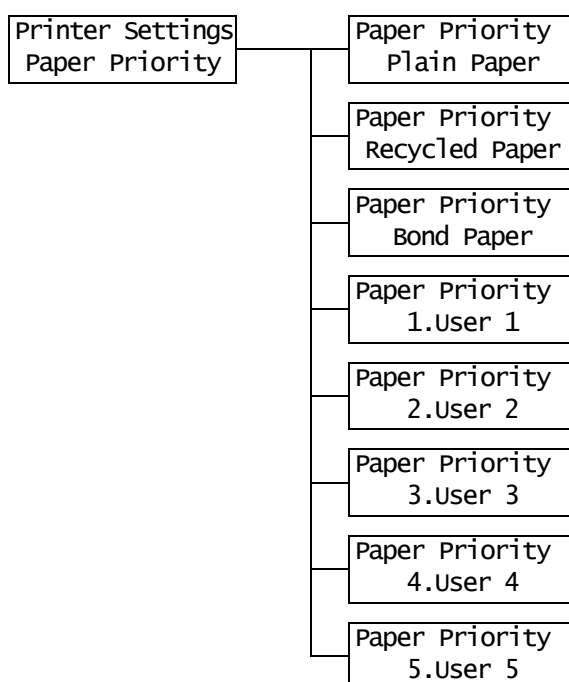 Printer Settings
Paper Priority
Paper Priority
Plain Paper
Paper Priority
Recycled Paper
Paper Priority
Bond Paper
Paper Priority
1.User 1
Paper Priority
2.User 2
Paper Priority
3.User 3
Paper Priority
4.User 4
Paper Priority
5.User 5